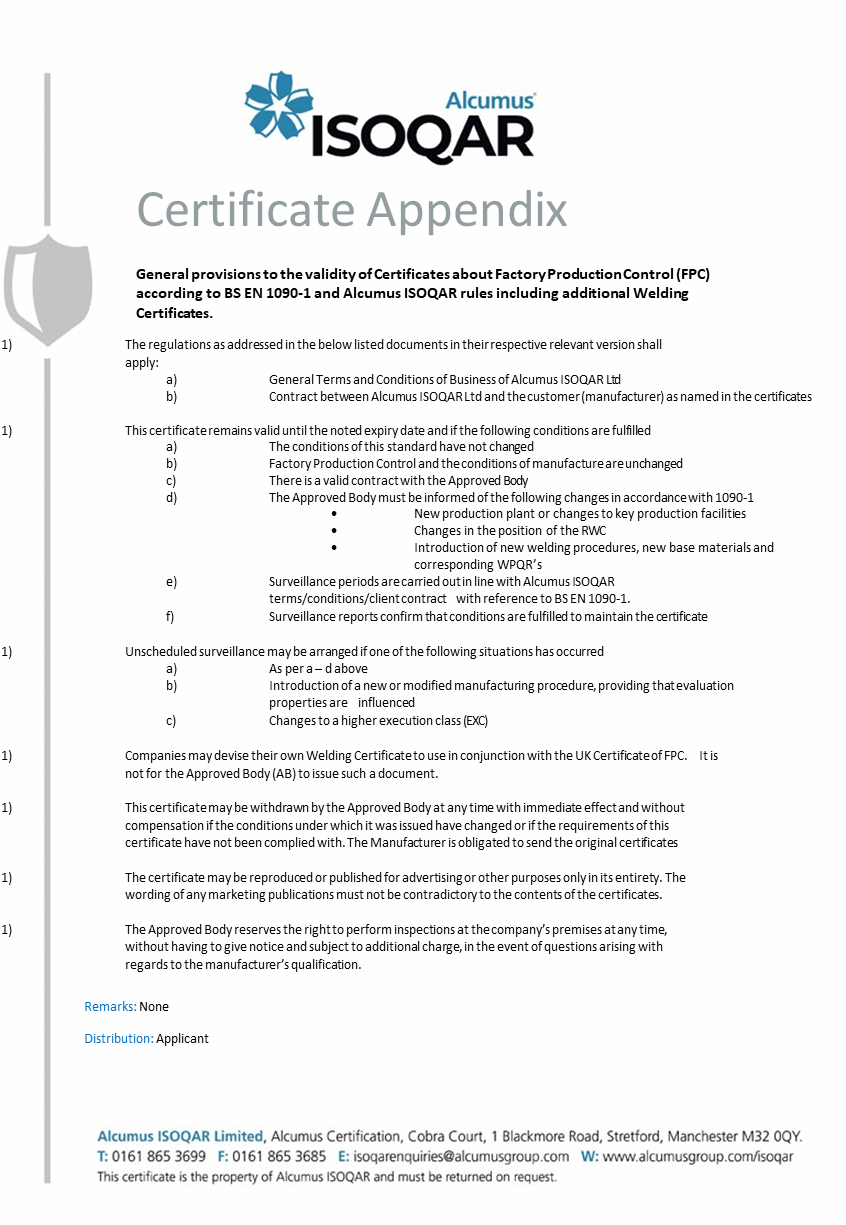 Alcumus®
ISOQAR
Certificate Appendix
General provisions to the validity of Certificates about Factory Production Control (FPC)
according to BS EN 1090-1 and Alcumus ISOQAR rules including additional Welding
Certificates.
1) The regulations as addressed in the below listed documents in their respective relevant version shall
apply:
a) General Terms and Conditions of Business of Alcumus ISOQAR Ltd
b) Contract between Alcumus ISOQAR Ltd and the customer (manufacturer) as named in the certificates
1) This certificate remains valid until the noted expiry date and if the following conditions are fulfilled
a) The conditions of this standard have not changed
b) Factory Production Control and the conditions of manufacture are unchanged
c) There is a valid contract with the Approved Body
d) The Approved Body must be informed of the following changes in accordance with 1090-1
• New production plant or changes to key production facilities
• Changes in the position of the RWC
• Introduction of new welding procedures, new base materials and
corresponding WPQR's
e) Surveillance periods are carried out in line with Alcumus ISOQAR
terms/conditions/client contract with reference to BS EN 1090-1.
f) Surveillance reports confirm that conditions are fulfilled to maintain the certificate
1) Unscheduled surveillance may be arranged if one of the following situations has occurred
a) As per a – d above
b) Introduction of a new or modified manufacturing procedure, providing that evaluation
properties are influenced
c) Changes to a higher execution class (EXC)
1) Companies may devise their own Welding Certificate to use in conjunction with the UK Certificate of FPC. It is
not for the Approved Body (AB) to issue such a document.
1) This certificate may be withdrawn by the Approved Body at any time with immediate effect and without
compensation if the conditions under which it was issued have changed or if the requirements of this
certificate have not been complied with. The Manufacturer is obligated to send the original certificates
1) The certificate may be reproduced or published for advertising or other purposes only in its entirety. The
wording of any marketing publications must not be contradictory to the contents of the certificates.
1) The Approved Body reserves the right to perform inspections at the company's premises at any time,
without having to give notice and subject to additional charge, in the event of questions arising with
regards to the manufacturer's qualification.
Remarks: None
Distribution: Applicant
Alcumus ISOQAR Limited, Alcumus Certification, Cobra Court, 1 Blackmore Road, Stretford, Manchester M32 0QY.
T: 0161 865 3699 F: 0161 865 3685 E: isoqarenquiries@alcumusgroup.com W: www.alcumusgroup.com/isoqar
This certificate is the property of Alcumus ISOQAR and must be returned on request.